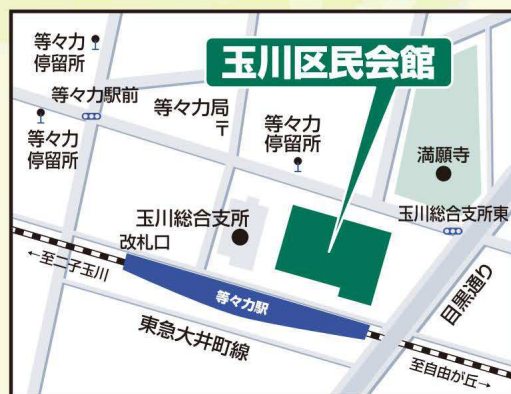 等々力
停留所
玉川区民会館
等々力駅前
等々力局
〒
等々力
停留所
等々力
停留所
満願寺
玉川総合支所
玉川総合支所東
改札口
←至二子玉川
等々力駅
目黒通り
東急大井町線
至自由が丘→